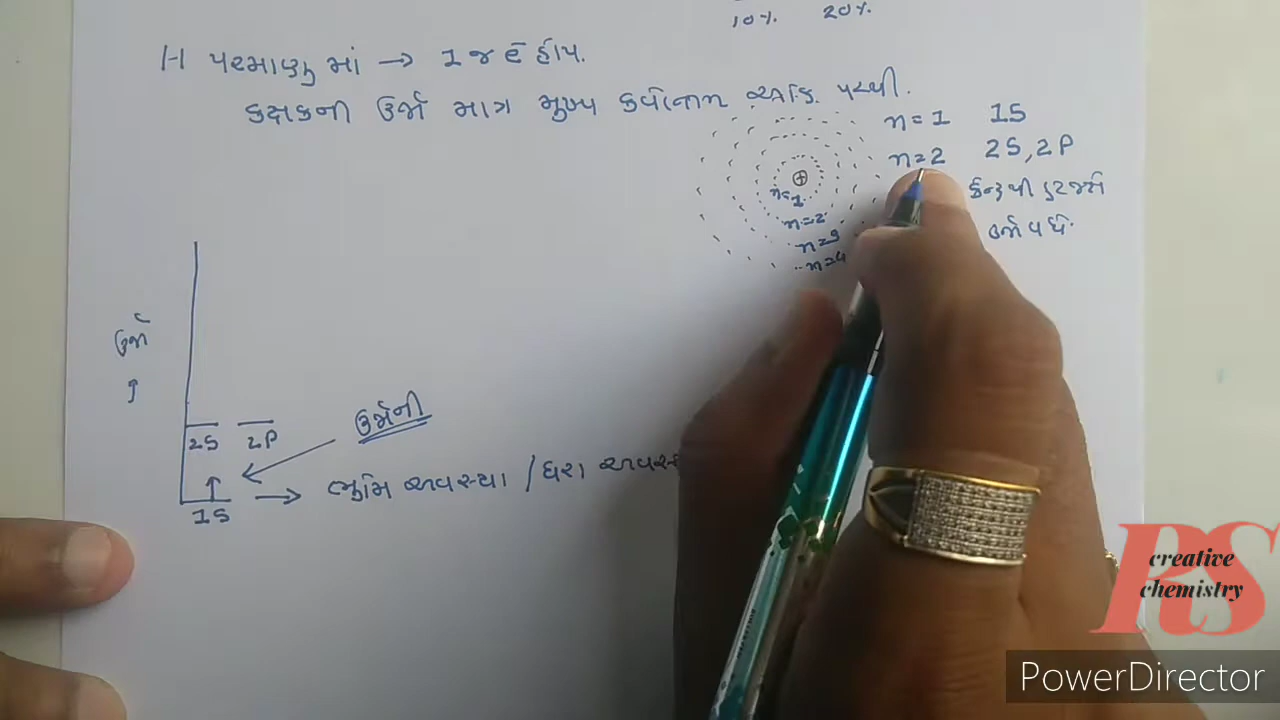 10%. 20%.
H પરમાણુ માં → 1 જ e⁻ હોય.
કક્ષકની ઉર્જા માત્ર મુખ્ય ક્વોન્ટમ આંક પરથી.
n=1 1S
n=2 2S, 2P
કેન્દ્રથી દુર જતાં
ઉર્જા વધે.
n=1
n=2
n=3
n=4
ઉર્જા
↑
2S 2P
ઉર્જાની
1S → ભૂમિ અવસ્થા / ધરા
RS
creative
chemistry
PowerDirector